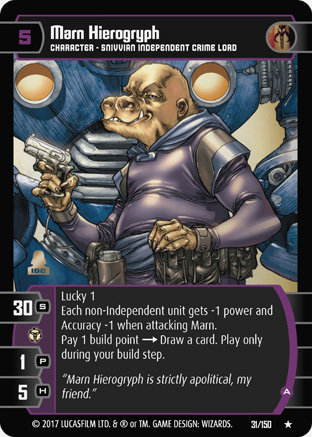 5
Marn Hierogryph
CHARACTER - SNIVVIAN INDEPENDENT CRIME LORD
IDC
30 S
1 P
5 H
Lucky 1
Each non-Independent unit gets -1 power and
Accuracy -1 when attacking Marn.
Pay 1 build point → Draw a card. Play only
during your build step.
“Marn Hierogryph is strictly apolitical, my
friend.”
A
© 2017 LUCASFILM LTD. & ® OR TM. GAME DESIGN: WIZARDS.
31/150 ★